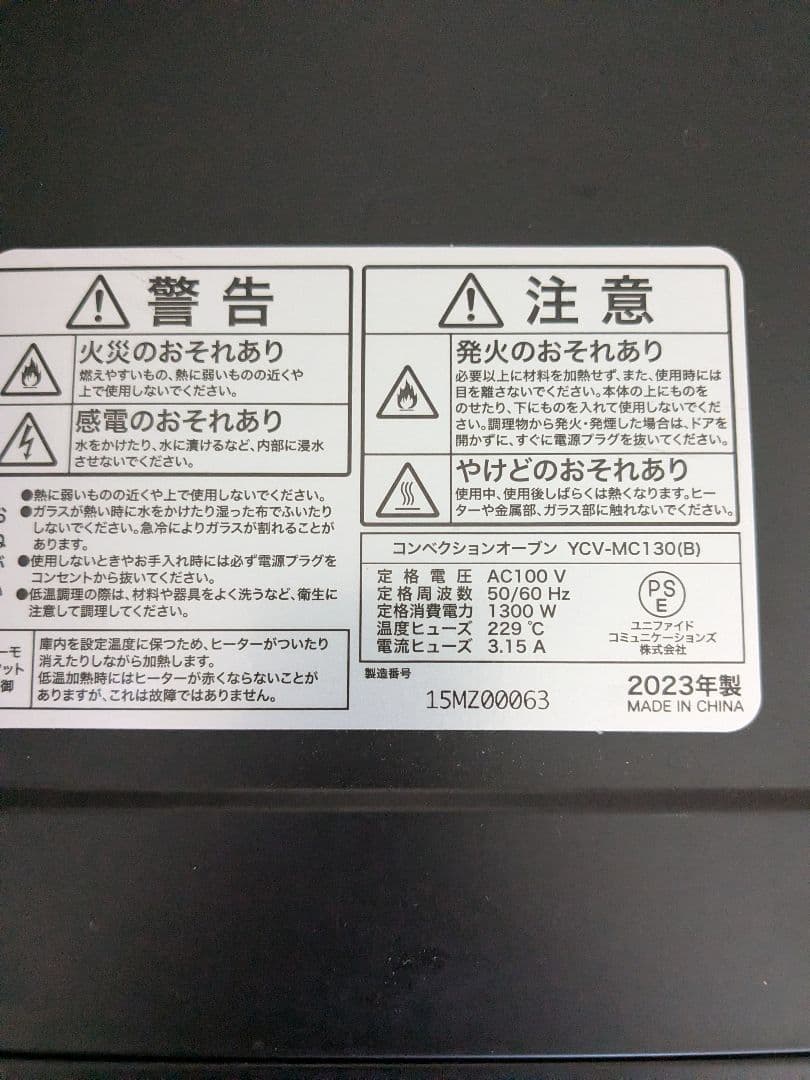 警告
火災のおそれあり
燃えやすいもの、熱に弱いものの近くや
上で使用しないでください。
感電のおそれあり
水をかけたり、水に漬けるなど、内部に浸水
させないでください。
●熱に弱いものの近くや上で使用しないでください。
●ガラスが熱い時に水をかけたり湿った布でふいたり
しないでください。急冷によりガラスが割れることが
あります。
●使用しないときやお手入れ時には必ず電源プラグを
コンセントから抜いてください。
●低温調理の際は、材料や器具をよく洗うなど、衛生に
注意して調理してください。
庫内を設定温度に保つため、ヒーターがついたり
消えたりしながら加熱します。
低温加熱時にはヒーターが赤くならないことが
ありますが、これは故障ではありません。
ーモ
ット
御
注意
発火のおそれあり
必要以上に材料を加熱せず、また、使用時には
目を離さないでください。本体の上にものを
のせたり、下にものを入れて使用しないでくだ
さい。調理物から発火・発煙した場合は、ドアを
開かずに、すぐに電源プラグを抜いてください。
やけどのおそれあり
使用中、使用後しばらくは熱くなります。ヒー
ターや金属部、ガラス部に触れないでください。
コンベクションオーブン YCV-MC130(B)
定格電圧 AC100 V
定格周波数 50/60 Hz
定格消費電力 1300 W
温度ヒューズ 229 ℃
電流ヒューズ 3.15 A
PS
E
ユニファイド
コミュニケーションズ
株式会社
製造番号
15MZ00063
2023年製
MADE IN CHINA